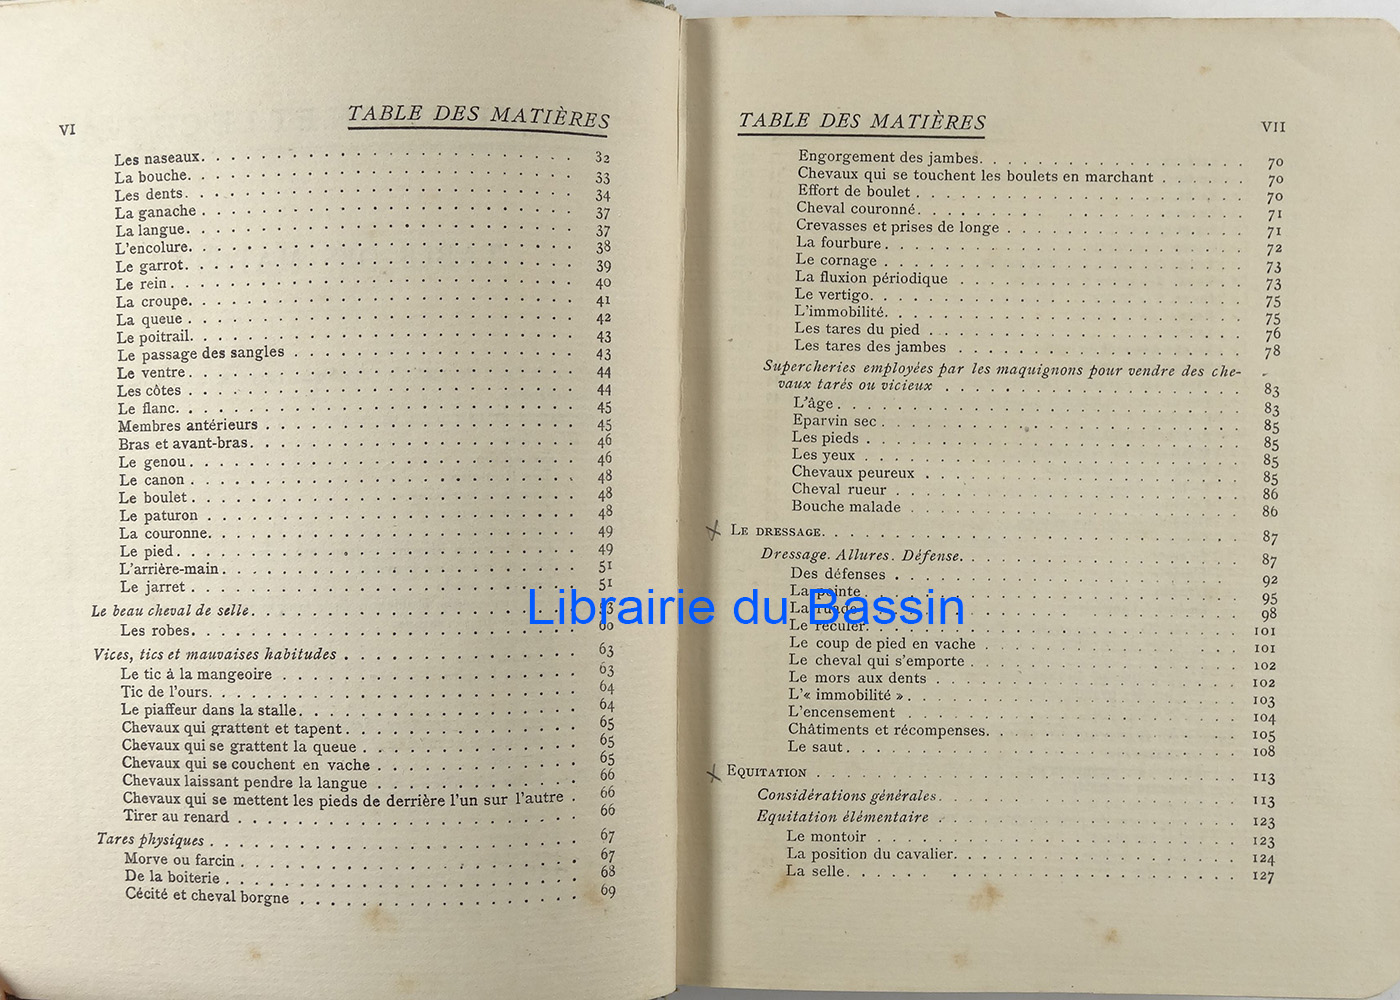 VI
TABLE DES MATIÈRES
Les naseaux. 32
La bouche. 33
Les dents. 34
La ganache 37
La langue. 37
L'encolure. 38
Le garrot. 39
Le rein. 40
La croupe. 41
La queue 42
Le poitrail. 43
Le passage des sangles 43
Le ventre. 44
Les côtes 44
Le flanc. 45
Membres antérieurs 45
Bras et avant-bras. 46
Le genou. 46
Le canon 48
Le boulet 48
Le paturon 48
La couronne. 49
Le pied. 49
L'arrière-main. 51
Le jarret 51
Le beau cheval de selle. 53
Les robes. 60
Vices, tics et mauvaises habitudes 63
Le tic à la mangeoire 63
Tic de l'ours. 64
Le piaffeur dans la stalle. 64
Chevaux qui grattent et tapent. 65
Chevaux qui se grattent la queue 65
Chevaux qui se couchent en vache 65
Chevaux laissant pendre la langue 66
Chevaux qui se mettent les pieds de derrière l'un sur l'autre 66
Tirer au renard 66
Tares physiques 67
Morve ou farcin 67
De la boiterie 68
Cécité et cheval borgne 69
TABLE DES MATIÈRES
VII
Engorgement des jambes. 70
Chevaux qui se touchent les boulets en marchant 70
Effort de boulet 70
Cheval couronné. 71
Crevasses et prises de longe 71
La fourbure. 72
Le cornage 73
La fluxion périodique 73
Le vertigo. 75
L'immobilité. 75
Les tares du pied 76
Les tares des jambes 78
Supercheries employées par les maquignons pour vendre des che-
vaux tarés ou vicieux 83
L'âge. 83
Eparvin sec. 85
Les pieds 85
Les yeux 85
Chevaux peureux 85
Cheval rueur 86
Bouche malade 86
LE DRESSAGE. 87
Dressage. Allures. Défense. 87
Des défenses 92
La pointe. 95
La ruade. 98
Le reculer. 101
Le coup de pied en vache 101
Le cheval qui s'emporte 102
Le mors aux dents 102
L'« immobilité ». 103
L'encensement 104
Châtiments et récompenses. 105
Le saut. 108
EQUITATION 113
Considérations générales. 113
Equitation élémentaire 123
Le montoir 123
La position du cavalier. 124
La selle. 127
Librairie du Bassin